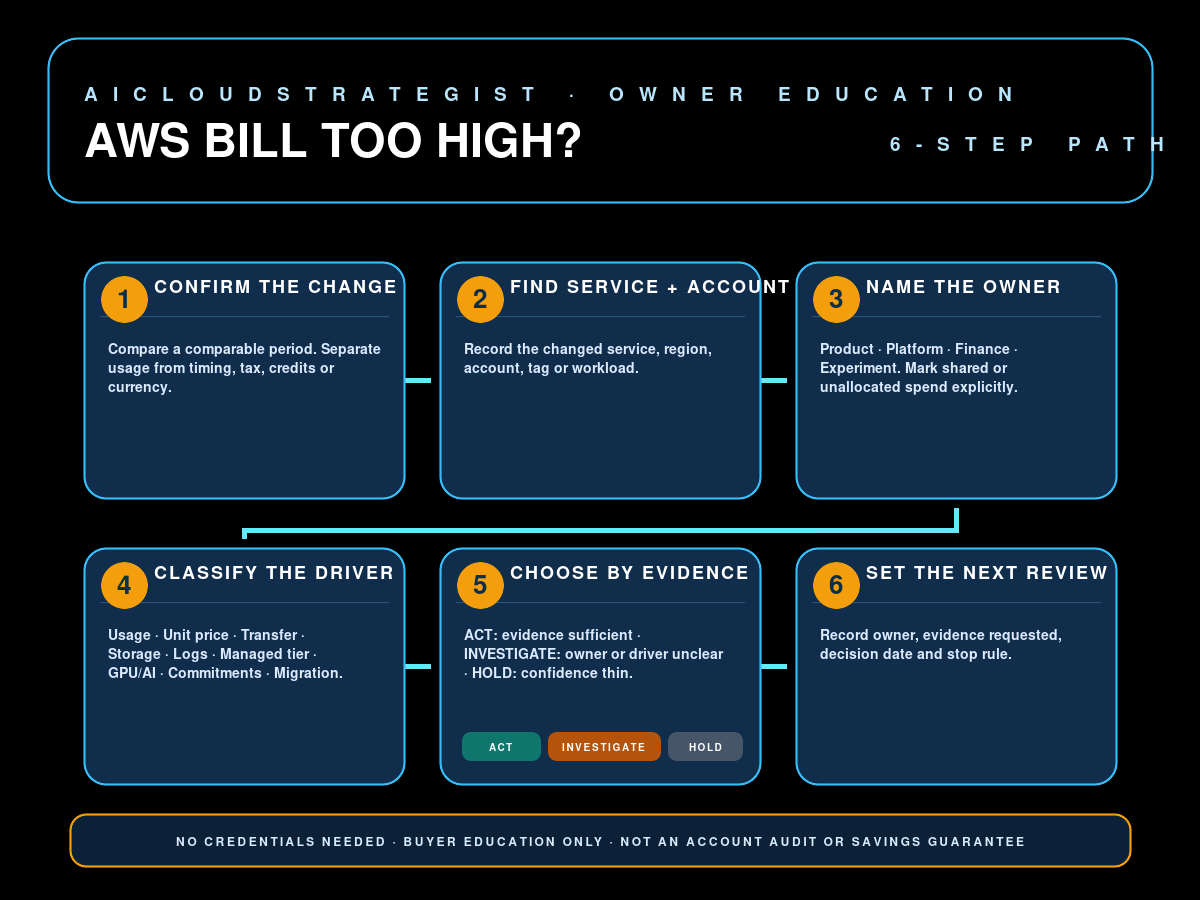 AICLOUDSTRATEGIST · OWNER EDUCATION
AWS BILL TOO HIGH?
6-STEP PATH
1
CONFIRM THE CHANGE
Compare a comparable period. Separate
usage from timing, tax, credits or
currency.
2
FIND SERVICE + ACCOUNT
Record the changed service, region,
account, tag or workload.
3
NAME THE OWNER
Product · Platform · Finance ·
Experiment. Mark shared or
unallocated spend explicitly.
4
CLASSIFY THE DRIVER
Usage · Unit price · Transfer ·
Storage · Logs · Managed tier ·
GPU/AI · Commitments · Migration.
5
CHOOSE BY EVIDENCE
ACT: evidence sufficient ·
INVESTIGATE: owner or driver unclear
· HOLD: confidence thin.
ACT
INVESTIGATE
HOLD
6
SET THE NEXT REVIEW
Record owner, evidence requested,
decision date and stop rule.
NO CREDENTIALS NEEDED · BUYER EDUCATION ONLY · NOT AN ACCOUNT AUDIT OR SAVINGS GUARANTEE